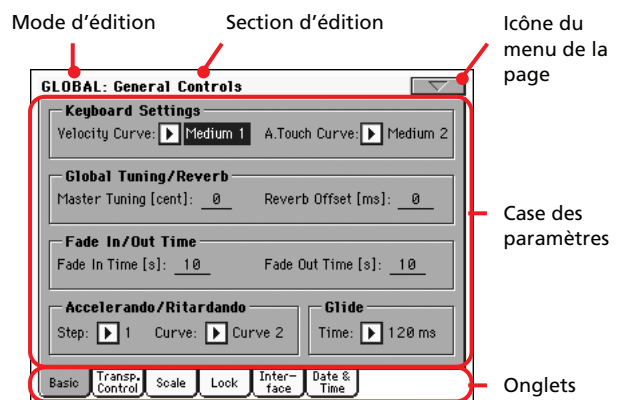 Mode d'édition
Section d'édition
Icône du
menu de la
page
GLOBAL: General Controls
Keyboard Settings
Velocity Curve: Medium 1 A.Touch Curve: Medium 2
Global Tuning/Reverb
Master Tuning [cent]: 0 Reverb Offset [ms]: 0
Case des
paramètres
Fade In/Out Time
Fade In Time [s]: 10 Fade Out Time [s]: 10
Accelerando/Ritardando
Step: 1 Curve: Curve 2
Glide
Time: 120 ms
Basic
Transp.
Control
Scale
Lock
Inter-
face
Date &
Time
Onglets